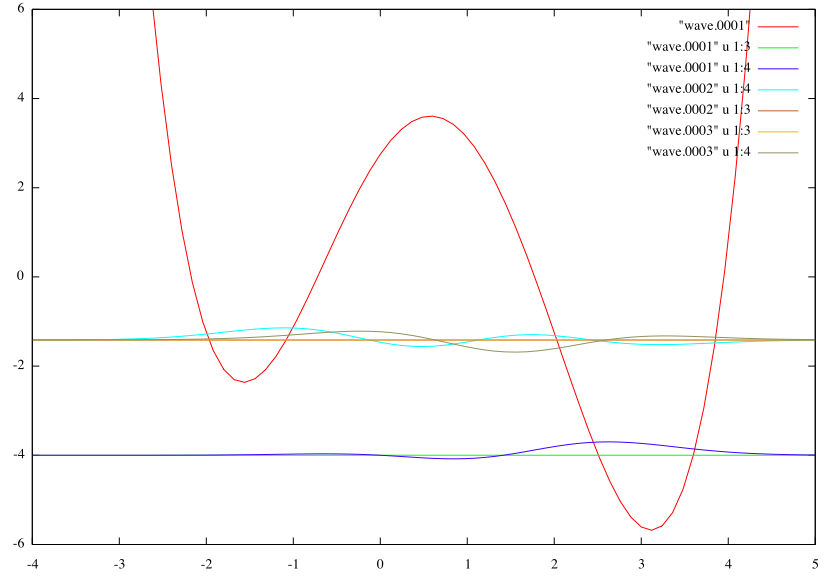 6
4
2
0
-2
-4
-6
-4 -3 -2 -1 0 1 2 3 4 5
"wave.0001"
"wave.0001" u 1:3
"wave.0001" u 1:4
"wave.0002" u 1:4
"wave.0002" u 1:3
"wave.0003" u 1:3
"wave.0003" u 1:4